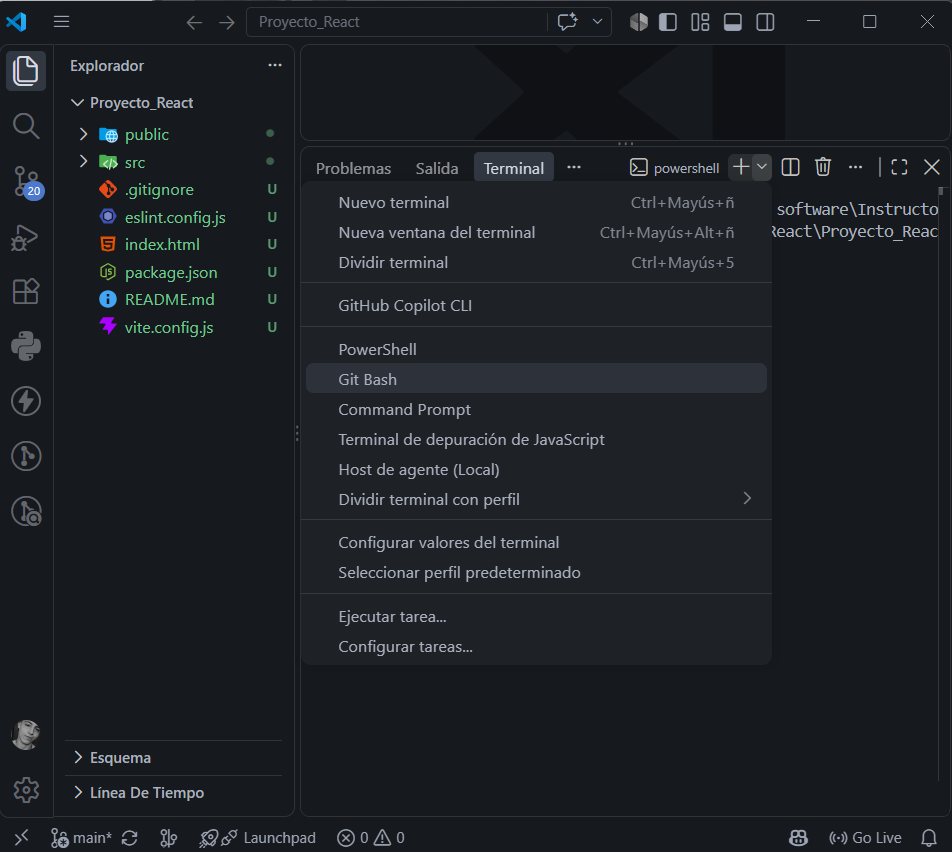 Proyecto_React
Explorador
Proyecto_React
public
src
.gitignore U
eslint.config.js U
index.html U
package.json U
README.md U
vite.config.js U
20
Esquema
Línea De Tiempo
Problemas Salida Terminal powershell
software\Instructo
React\Proyecto_Reac
Nuevo terminal Ctrl+Mayús+ñ
Nueva ventana del terminal Ctrl+Mayús+Alt+ñ
Dividir terminal Ctrl+Mayús+5
GitHub Copilot CLI
PowerShell
Git Bash
Command Prompt
Terminal de depuración de JavaScript
Host de agente (Local)
Dividir terminal con perfil
Configurar valores del terminal
Seleccionar perfil predeterminado
Ejecutar tarea...
Configurar tareas...
main* Launchpad 0 0 Go Live